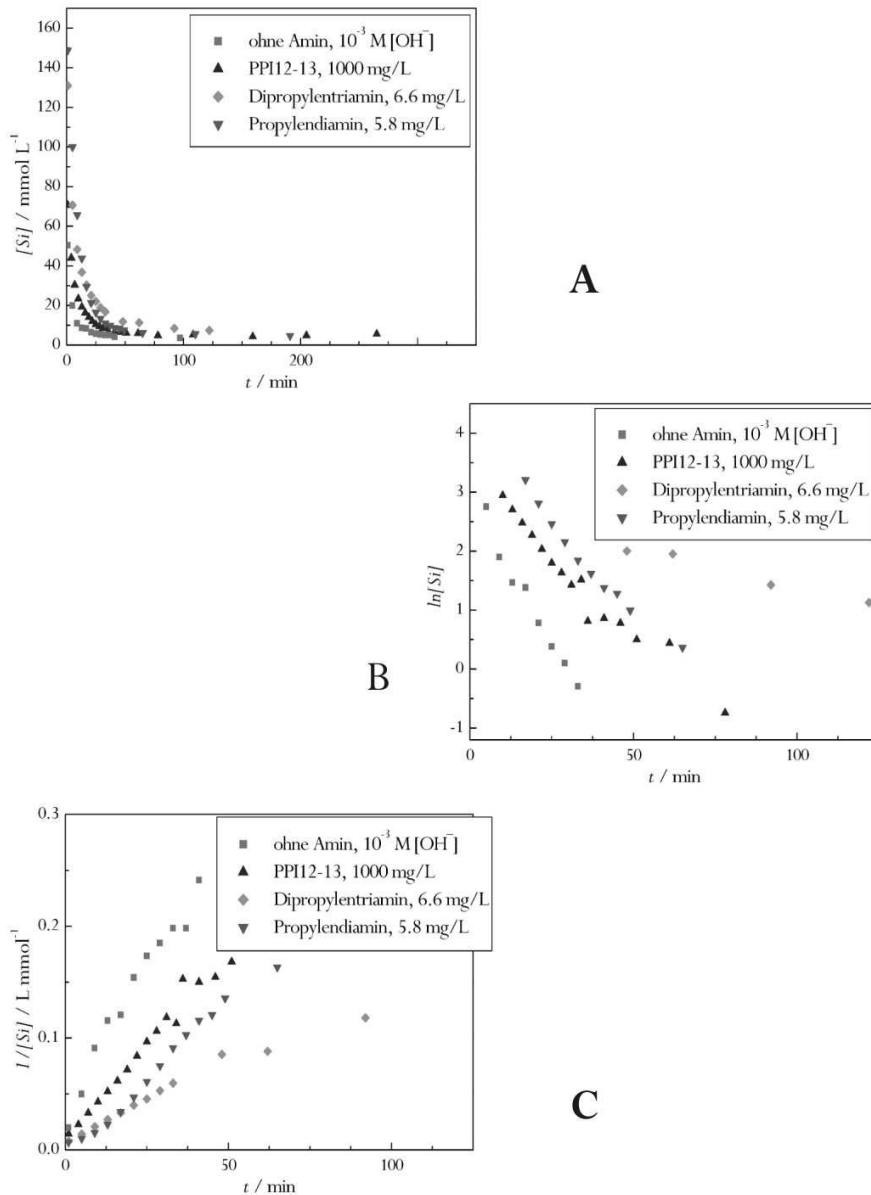 160
140
120
100
80
60
40
20
0
[Si] / mmol L⁻¹
ohne Amin, 10⁻³ M [OH⁻]
PPI12-13, 1000 mg/L
Dipropylentriamin, 6.6 mg/L
Propylendiamin, 5.8 mg/L
0 100 200
t / min
A
4
3
2
1
0
-1
ln[Si]
ohne Amin, 10⁻³ M [OH⁻]
PPI12-13, 1000 mg/L
Dipropylentriamin, 6.6 mg/L
Propylendiamin, 5.8 mg/L
0 50 100
t / min
B
0.3
0.2
0.1
0.0
1/[Si] / L mmol⁻¹
ohne Amin, 10⁻³ M [OH⁻]
PPI12-13, 1000 mg/L
Dipropylentriamin, 6.6 mg/L
Propylendiamin, 5.8 mg/L
0 50 100
t / min
C